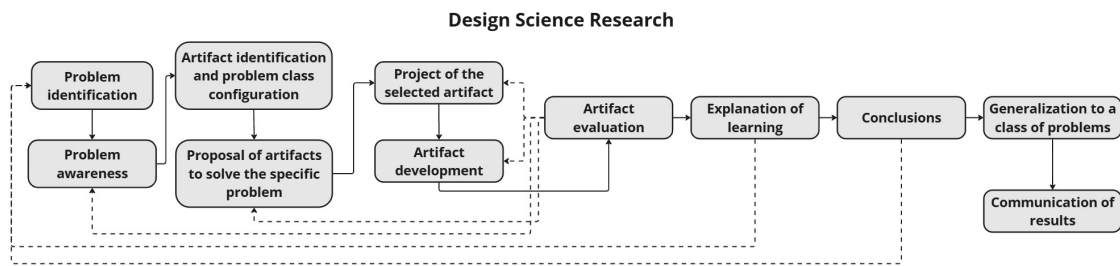 Design Science Research
Problem
identification
Problem
awareness
Artifact identification
and problem class
configuration
Proposal of artifacts
to solve the specific
problem
Project of the
selected artifact
Artifact
development
Artifact
evaluation
Explanation of
learning
Conclusions
Generalization to a
class of problems
Communication of
results